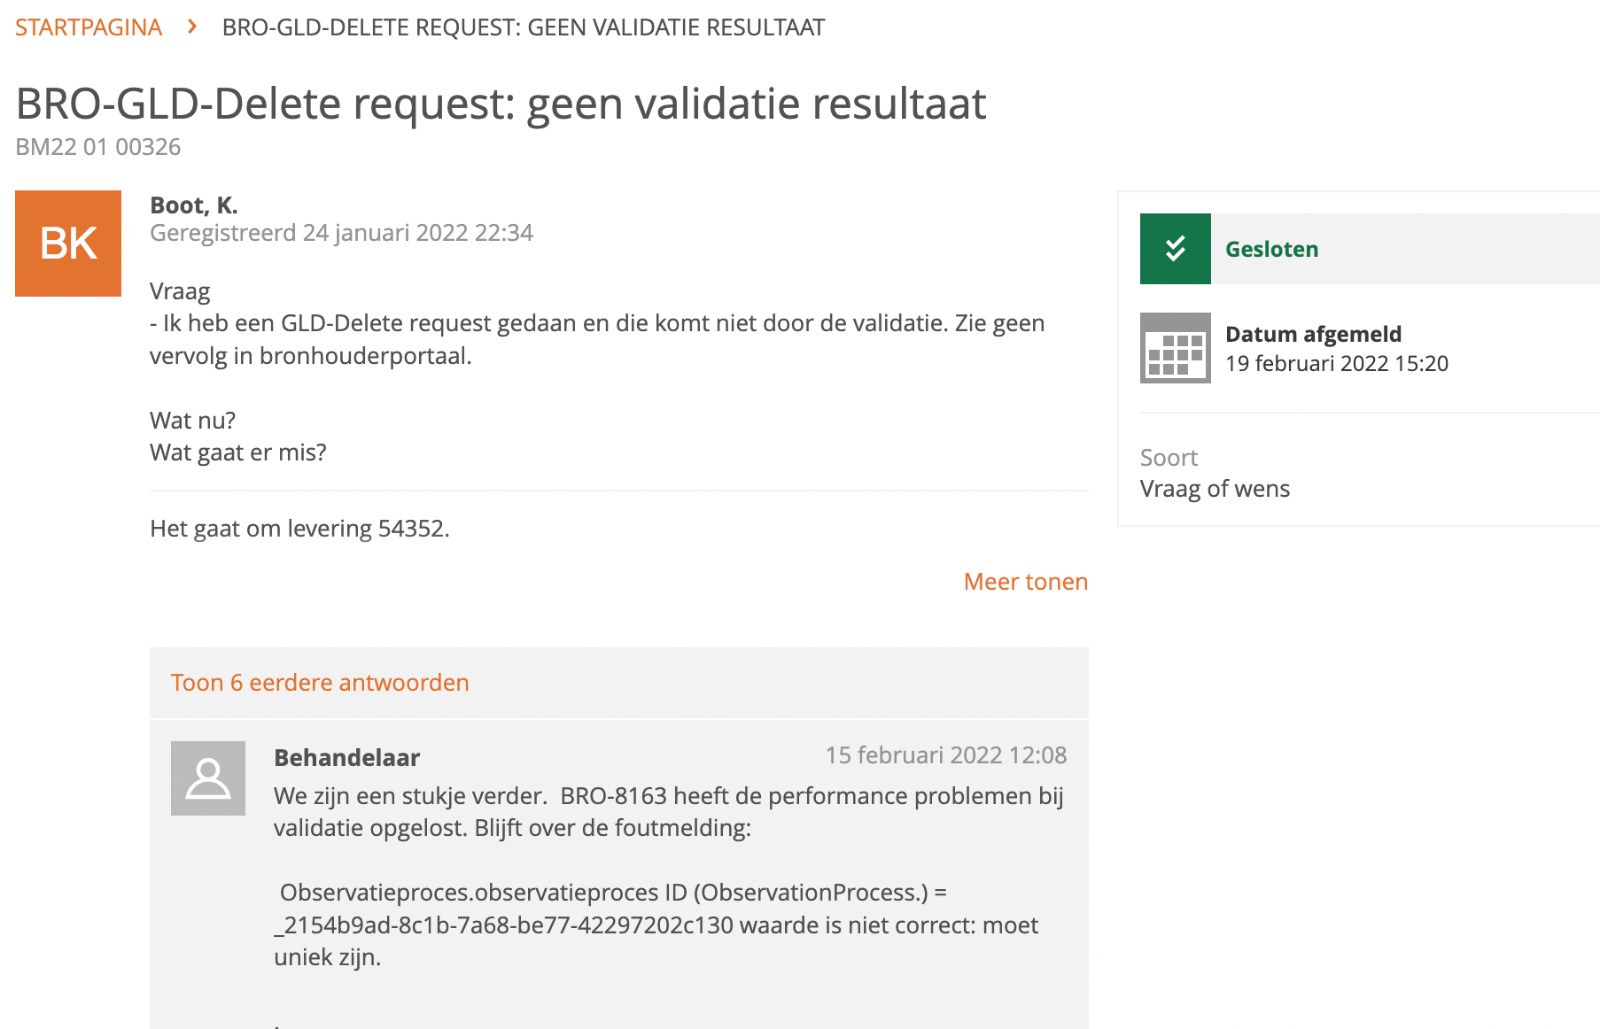 STARTPAGINA > BRO-GLD-DELETE REQUEST: GEEN VALIDATIE RESULTAAT
BRO-GLD-Delete request: geen validatie resultaat
BM22 01 00326
BK
Boot, K.
Geregistreerd 24 januari 2022 22:34
Vraag
- Ik heb een GLD-Delete request gedaan en die komt niet door de validatie. Zie geen
vervolg in bronhouderportaal.
Wat nu?
Wat gaat er mis?
Het gaat om levering 54352.
Meer tonen
Gesloten
Datum afgemeld
19 februari 2022 15:20
Soort
Vraag of wens
Toon 6 eerdere antwoorden
Behandelaar
15 februari 2022 12:08
We zijn een stukje verder.  BRO-8163 heeft de performance problemen bij
validatie opgelost. Blijft over de foutmelding:
Observatieproces.observatieproces ID (ObservationProcess.) =
_2154b9ad-8c1b-7a68-be77-42297202c130 waarde is niet correct: moet
uniek zijn.